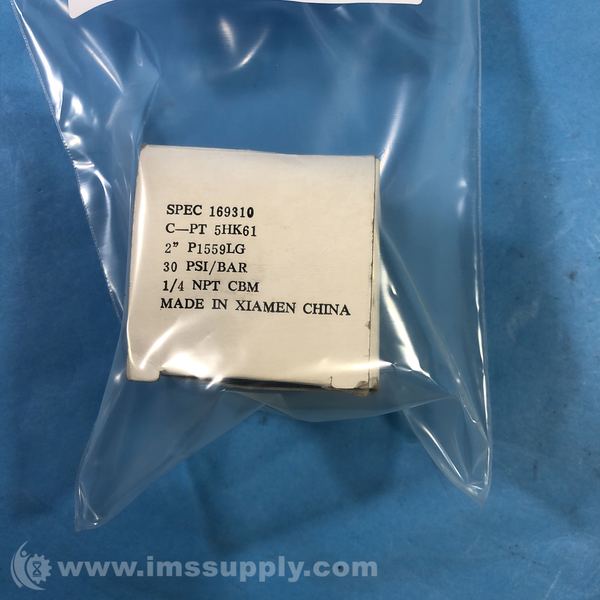 SPEC 169310
C—PT 5HK61
2" P1559LG
30 PSI/BAR
1/4 NPT CBM
MADE IN XIAMEN CHINA
www.imssupply.com